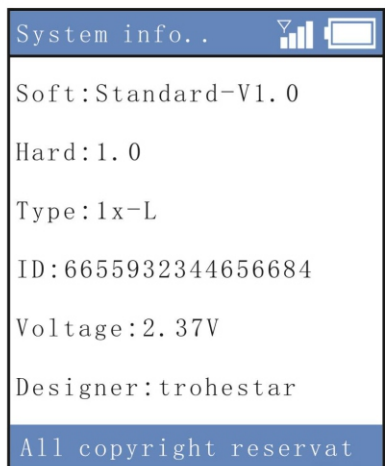 System info..
Soft:Standard-V1.0
Hard:1.0
Type:1x-L
ID:6655932344656684
Voltage:2.37V
Designer:trohestar
All copyright reservat